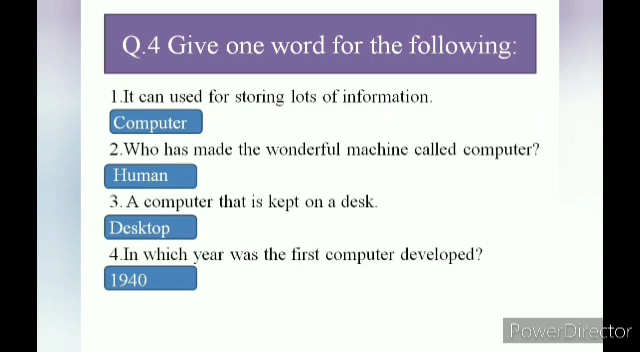 Q.4 Give one word for the following:
1.It can used for storing lots of information.
Computer
2.Who has made the wonderful machine called computer?
Human
3. A computer that is kept on a desk.
Desktop
4.In which year was the first computer developed?
1940
PowerDirector